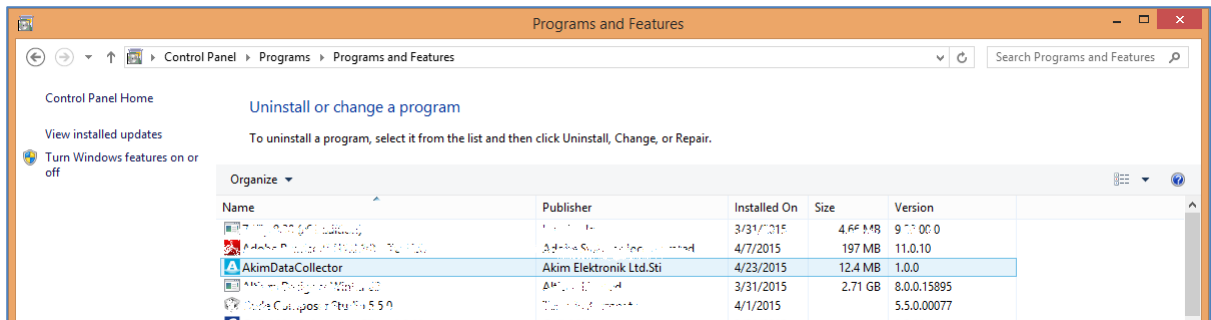 Programs and Features
Control Panel Programs Programs and Features
Search Programs and Features
Control Panel Home
View installed updates
Turn Windows features on or
off
Uninstall or change a program
To uninstall a program, select it from the list and then click Uninstall, Change, or Repair.
Organize
Name Publisher Installed On Size Version
4.66 MB
Adobe 4/7/2015 197 MB 11.0.10
AkimDataCollector Akim Elektronik Ltd.Sti 4/23/2015 12.4 MB 1.0.0
3/31/2015 2.71 GB 8.0.0.15895
4/1/2015 5.5.0.00077